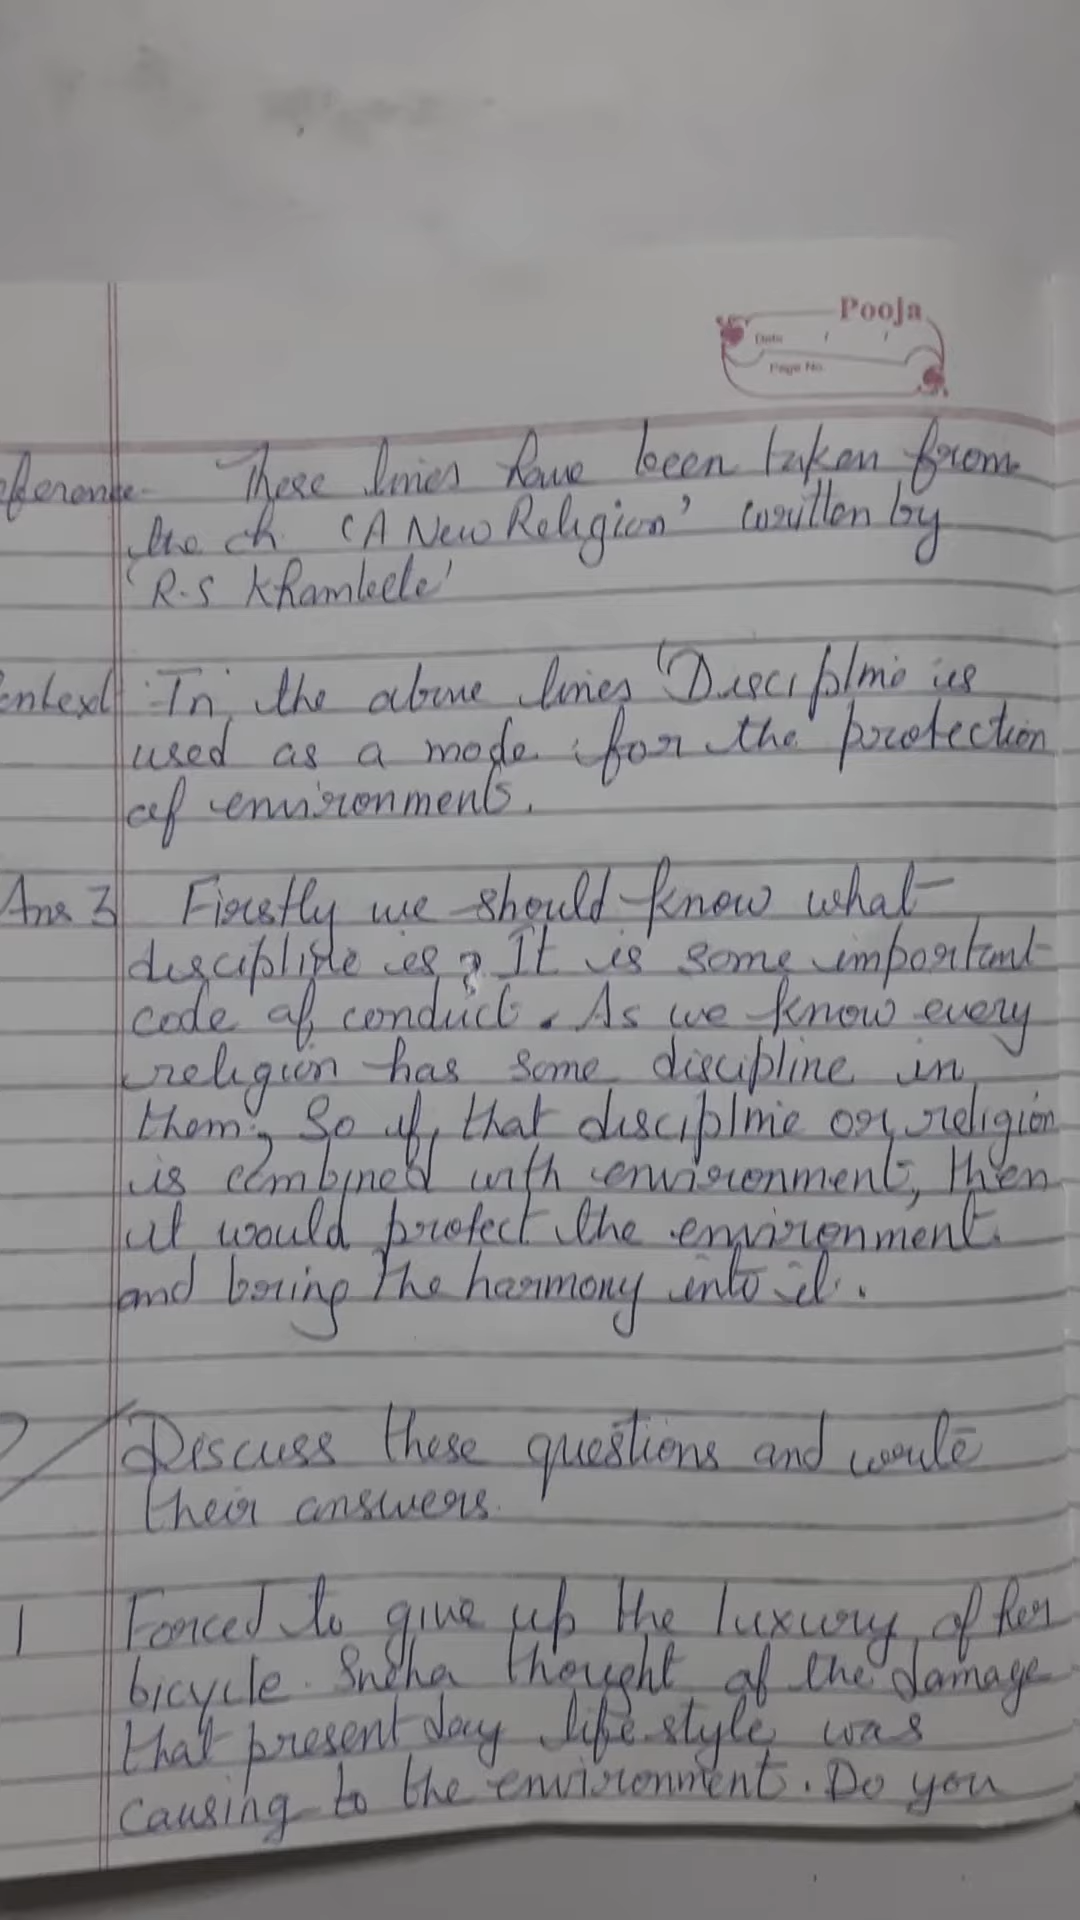 Pooja
Date / /
Page No.
eference- These lines have been taken from
the ch 'A New Religion' written by
'R.S Khambele'
ontext In the above lines 'Discipline is
used as a mode for the protection
of environments.
Ans 3 Firstly we should know what
discipline is? It is some important
code of conduct. As we know every
religion has some discipline in
them, So if, that discipline or religion
is combined with environment, then
it would protect the environment
and bring the harmony into it.
Discuss these questions and write
their answers.
1 Forced to give up the luxury of her
bicycle. Sneha thought of the damage
that present day life style was
causing to the environment. Do you